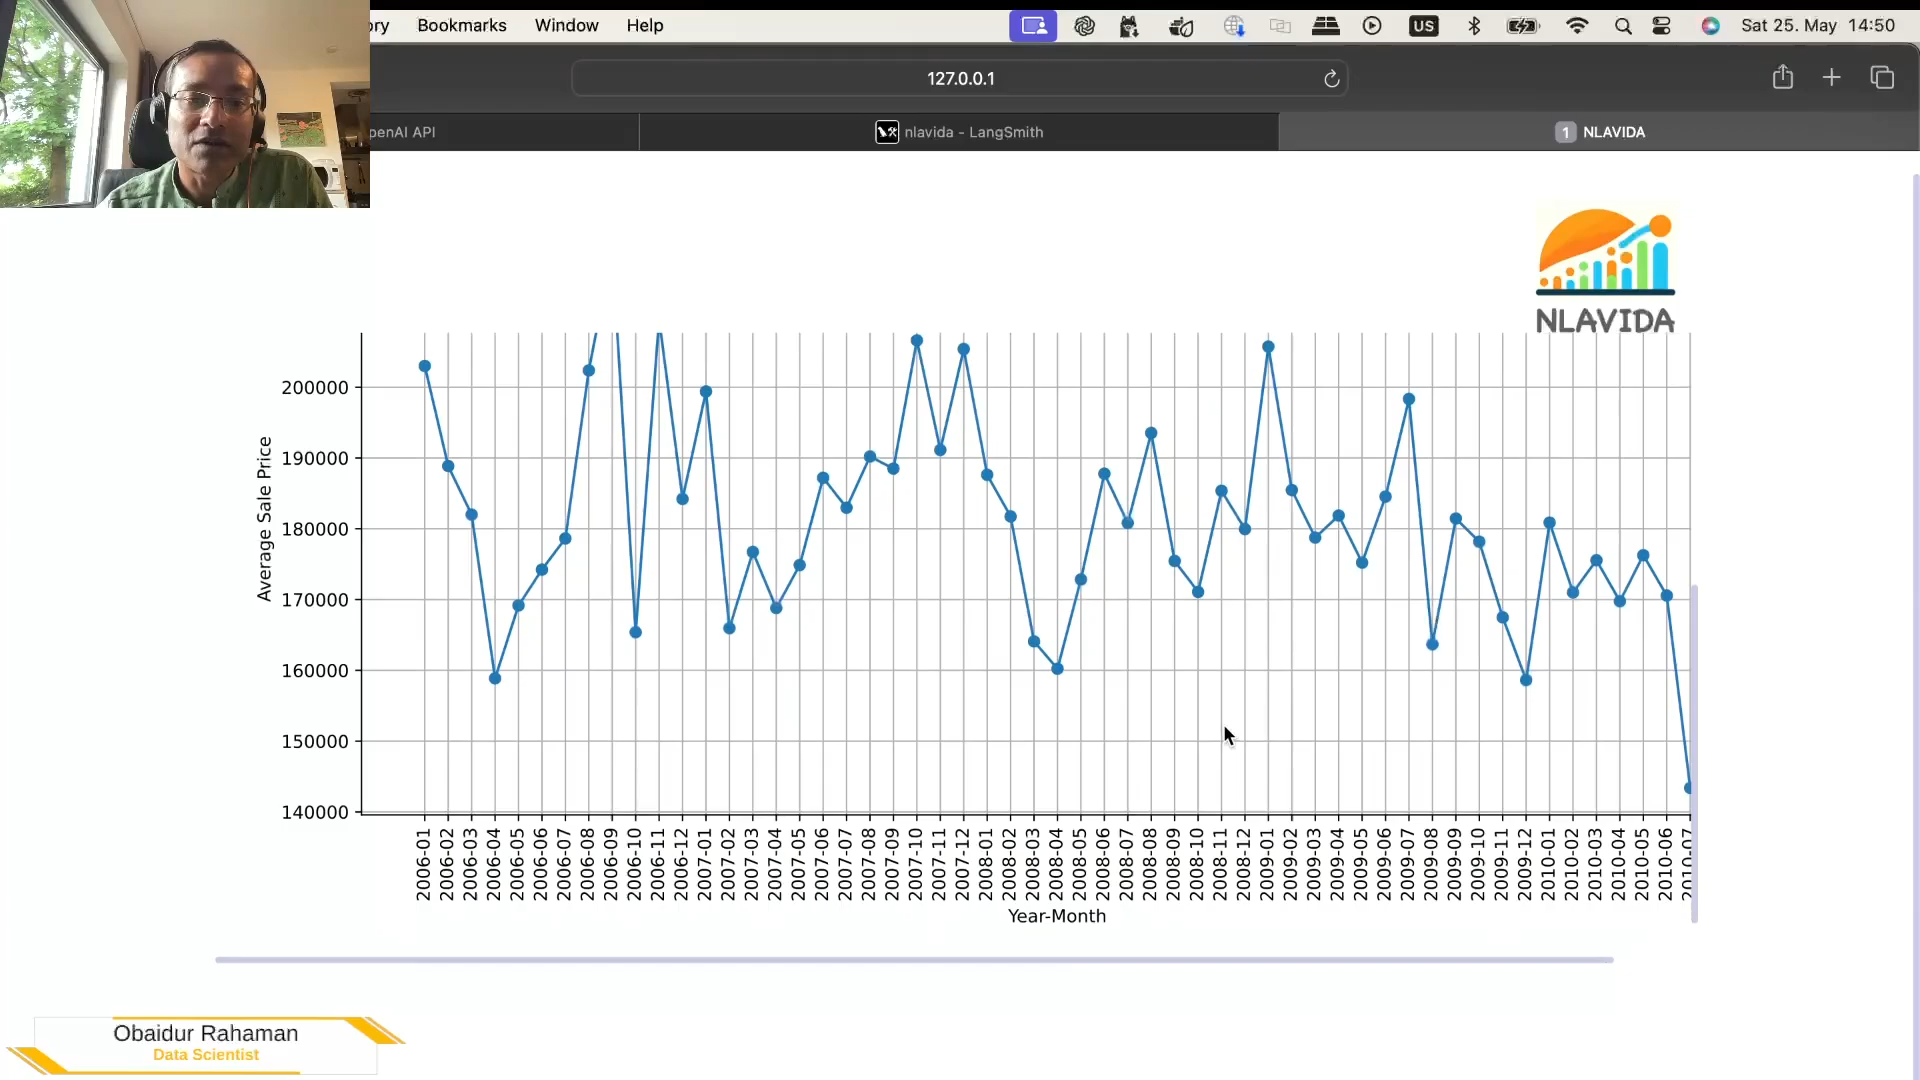 ory Bookmarks Window Help US Sat 25. May 14:50
127.0.0.1
penAI API nlavida - LangSmith 1 NLAVIDA
NLAVIDA
200000
190000
180000
170000
160000
150000
140000
Average Sale Price
2006-01 2006-02 2006-03 2006-04 2006-05 2006-06 2006-07 2006-08 2006-09 2006-10 2006-11 2006-12 2007-01 2007-02 2007-03 2007-04 2007-05 2007-06 2007-07 2007-08 2007-09 2007-10 2007-11 2007-12 2008-01 2008-02 2008-03 2008-04 2008-05 2008-06 2008-07 2008-08 2008-09 2008-10 2008-11 2008-12 2009-01 2009-02 2009-03 2009-04 2009-05 2009-06 2009-07 2009-08 2009-09 2009-10 2009-11 2009-12 2010-01 2010-02 2010-03 2010-04 2010-05 2010-06 2010-07
Year-Month
Obaidur Rahaman
Data Scientist